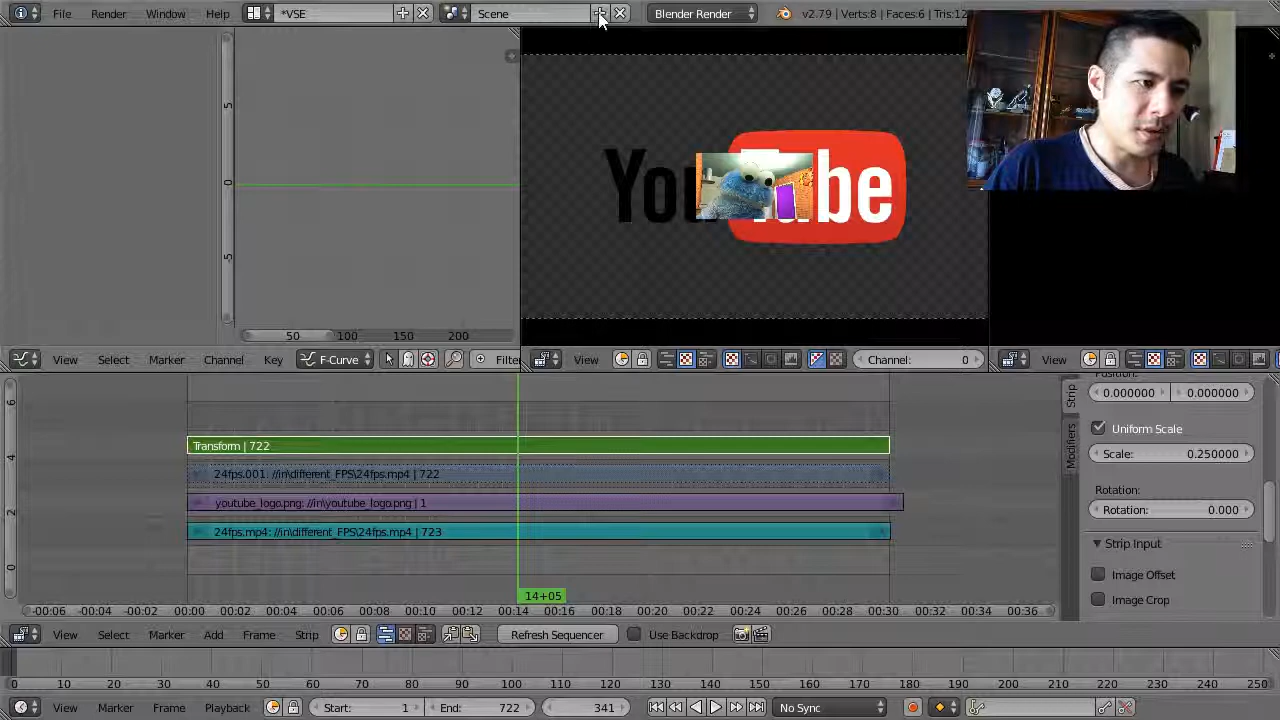 File Render Window Help *VSE Scene Blender Render v2.79 | Verts:8 | Faces:6 | Tris:12
5
0
-5
50 100 150 200
You be
View Select Marker Channel Key F-Curve Filter View Channel: 0 View
Position:
0.000000 0.000000
Uniform Scale
Scale: 0.250000
Rotation:
Rotation: 0.000
Strip Input
Image Offset
Image Crop
Strip
Modifiers
6
4
2
0
Transform | 722
24fps.001: //in\different_FPS\24fps.mp4 | 722
youtube_logo.png: //in\youtube_logo.png | 1
24fps.mp4: //in\different_FPS\24fps.mp4 | 723
14+05
-00:06 -00:04 -00:02 00:00 00:02 00:04 00:06 00:08 00:10 00:12 00:14 00:16 00:18 00:20 00:22 00:24 00:26 00:28 00:30 00:32 00:34 00:36
View Select Marker Add Frame Strip Refresh Sequencer Use Backdrop
0 10 20 30 40 50 60 70 80 90 100 110 120 130 140 150 160 170 180 190 200 210 220 230 240 250
View Marker Frame Playback Start: 1 End: 722 341 No Sync